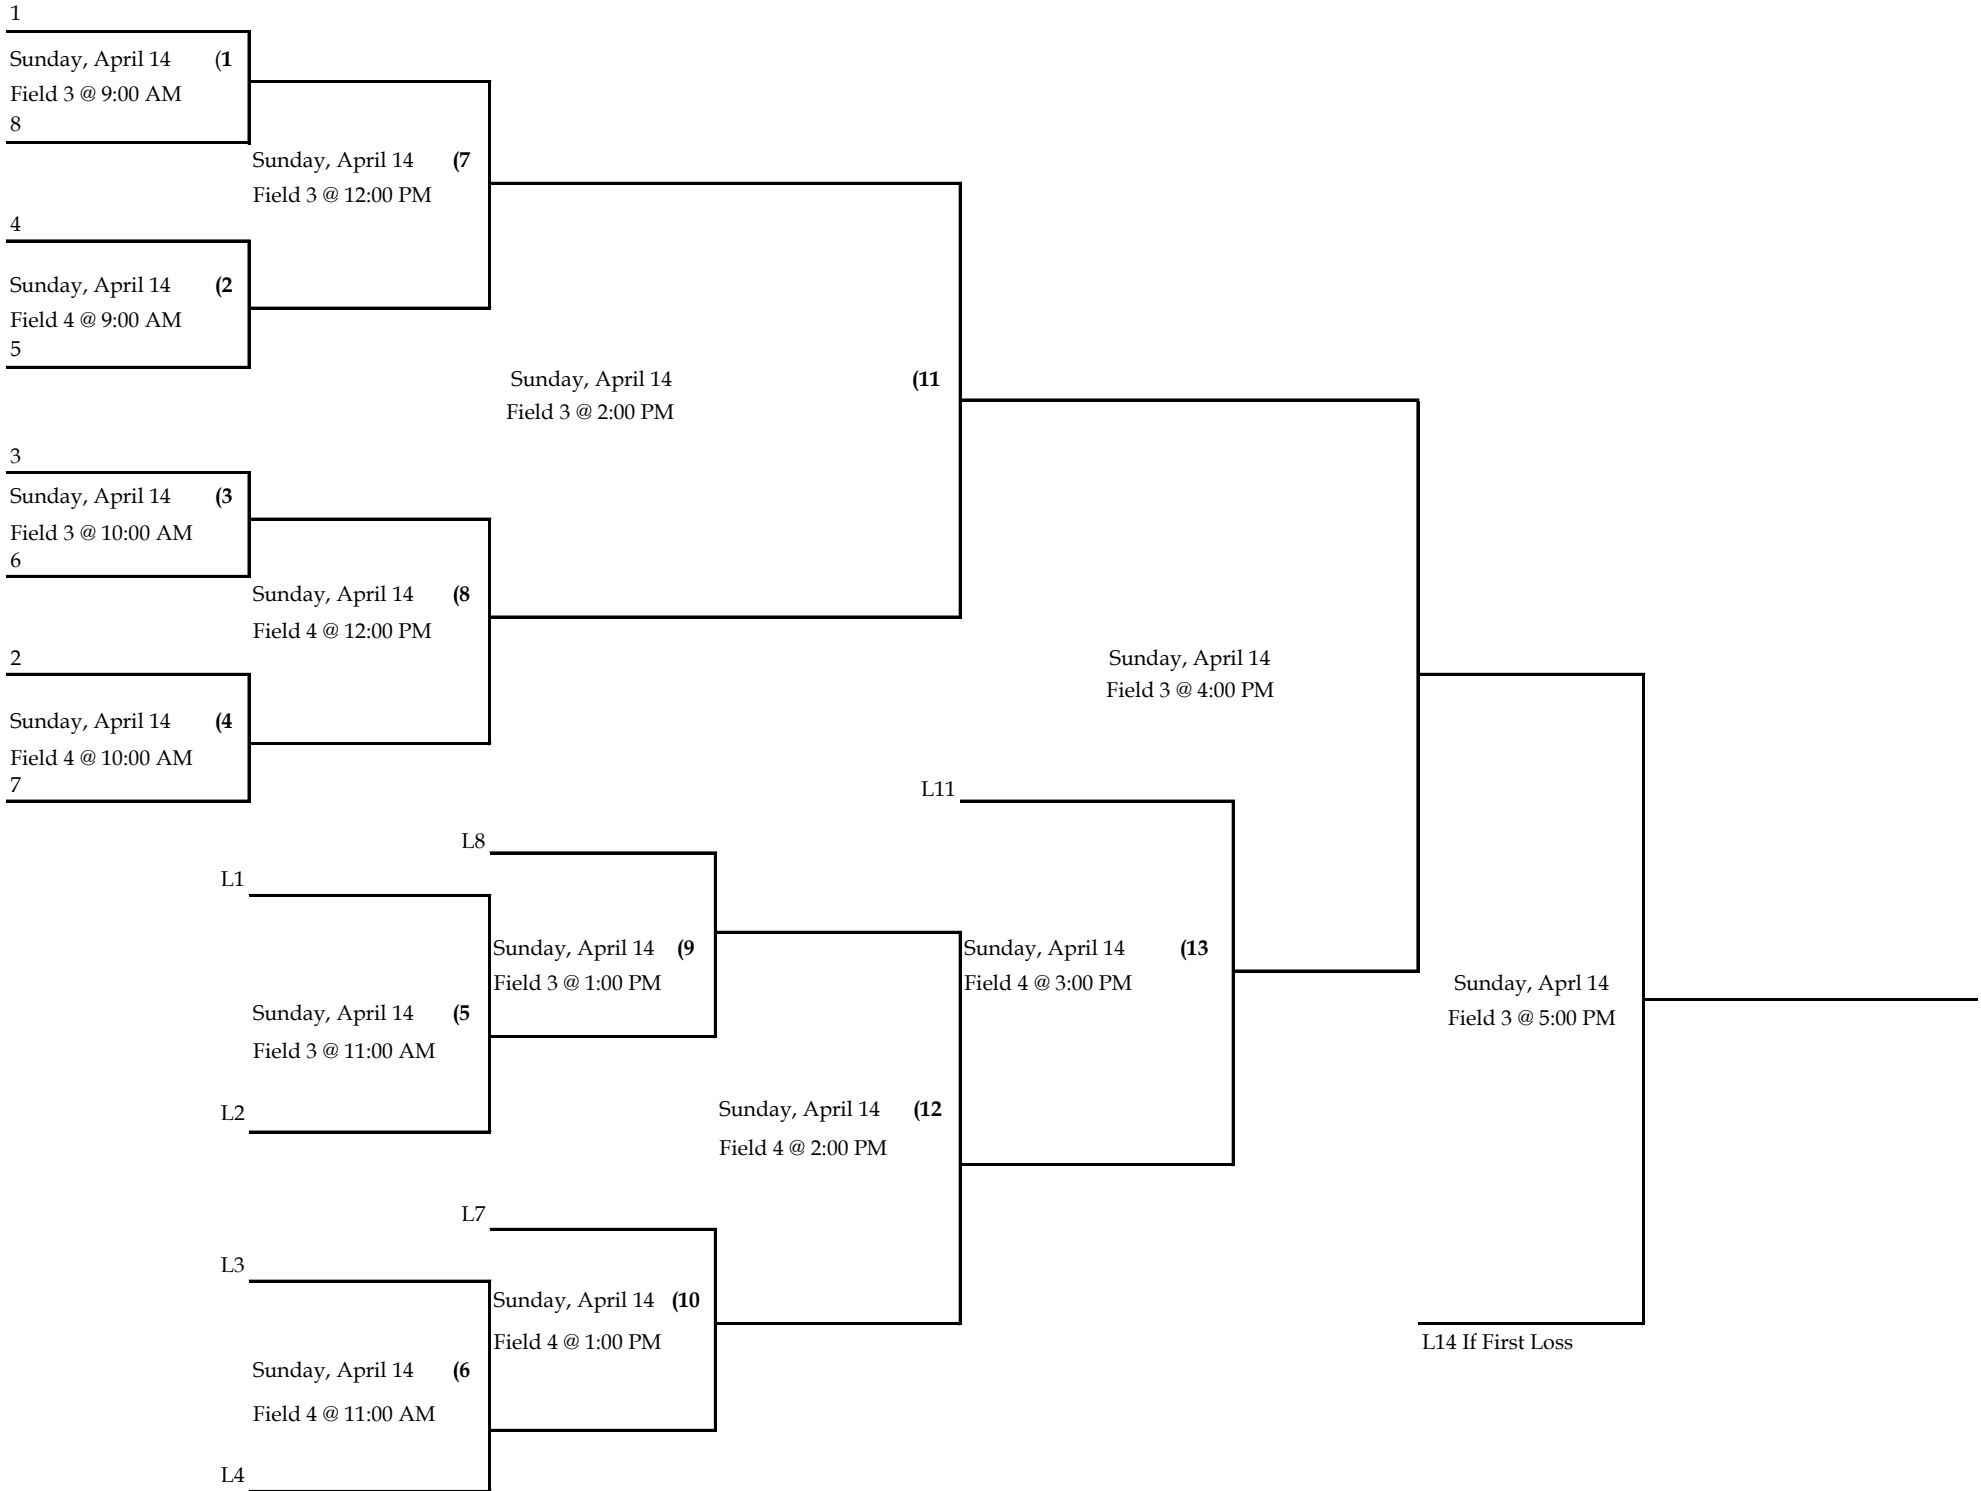 1
Sunday, April 14 (1
Field 3 @ 9:00 AM
8
Sunday, April 14 (7
Field 3 @ 12:00 PM
4
Sunday, April 14 (2
Field 4 @ 9:00 AM
5
Sunday, April 14 (11
Field 3 @ 2:00 PM
3
Sunday, April 14 (3
Field 3 @ 10:00 AM
6
Sunday, April 14 (8
Field 4 @ 12:00 PM
2
Sunday, April 14
Field 3 @ 4:00 PM
Sunday, April 14 (4
Field 4 @ 10:00 AM
7
L11
L8
L1
Sunday, April 14 (9
Field 3 @ 1:00 PM
Sunday, April 14 (13
Field 4 @ 3:00 PM
Sunday, Aprl 14
Field 3 @ 5:00 PM
Sunday, April 14 (5
Field 3 @ 11:00 AM
L2
Sunday, April 14 (12
Field 4 @ 2:00 PM
L7
L3
Sunday, April 14 (10
Field 4 @ 1:00 PM
L14 If First Loss
Sunday, April 14 (6
Field 4 @ 11:00 AM
L4